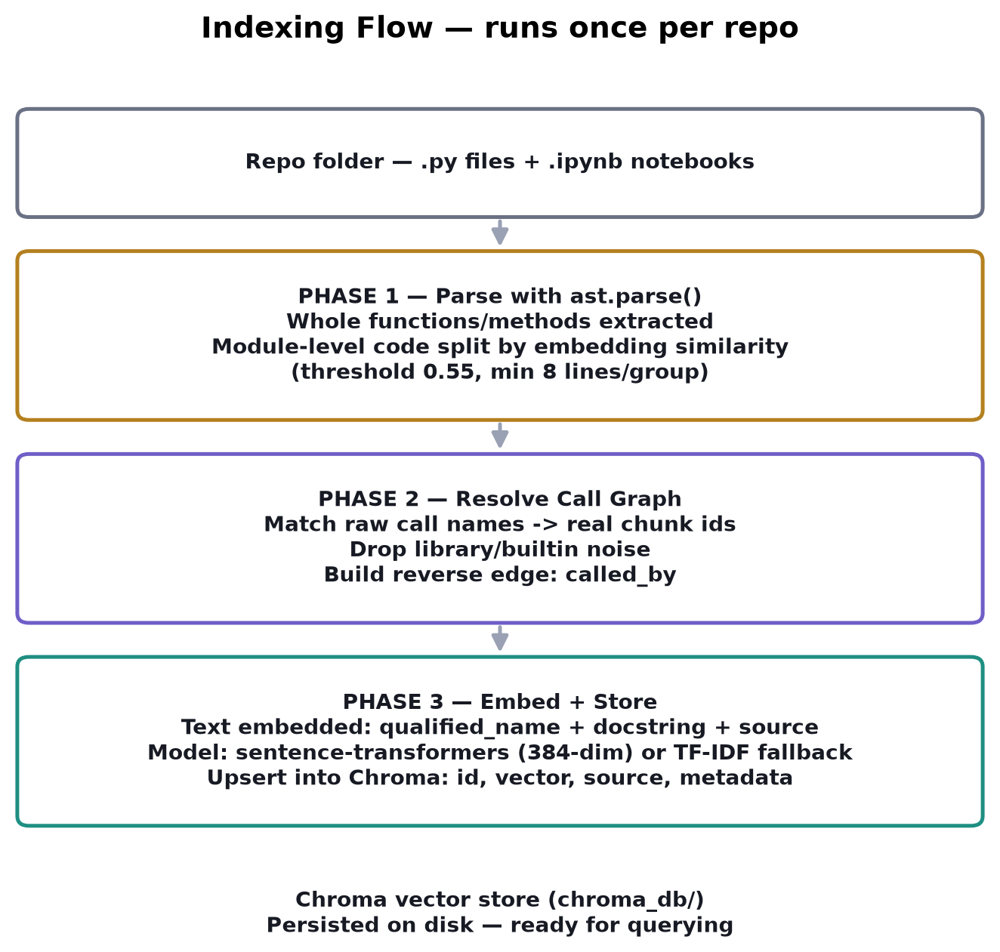 Indexing Flow — runs once per repo
Repo folder — .py files + .ipynb notebooks
PHASE 1 — Parse with ast.parse()
Whole functions/methods extracted
Module-level code split by embedding similarity
(threshold 0.55, min 8 lines/group)
PHASE 2 — Resolve Call Graph
Match raw call names -> real chunk ids
Drop library/builtin noise
Build reverse edge: called_by
PHASE 3 — Embed + Store
Text embedded: qualified_name + docstring + source
Model: sentence-transformers (384-dim) or TF-IDF fallback
Upsert into Chroma: id, vector, source, metadata
Chroma vector store (chroma_db/)
Persisted on disk — ready for querying